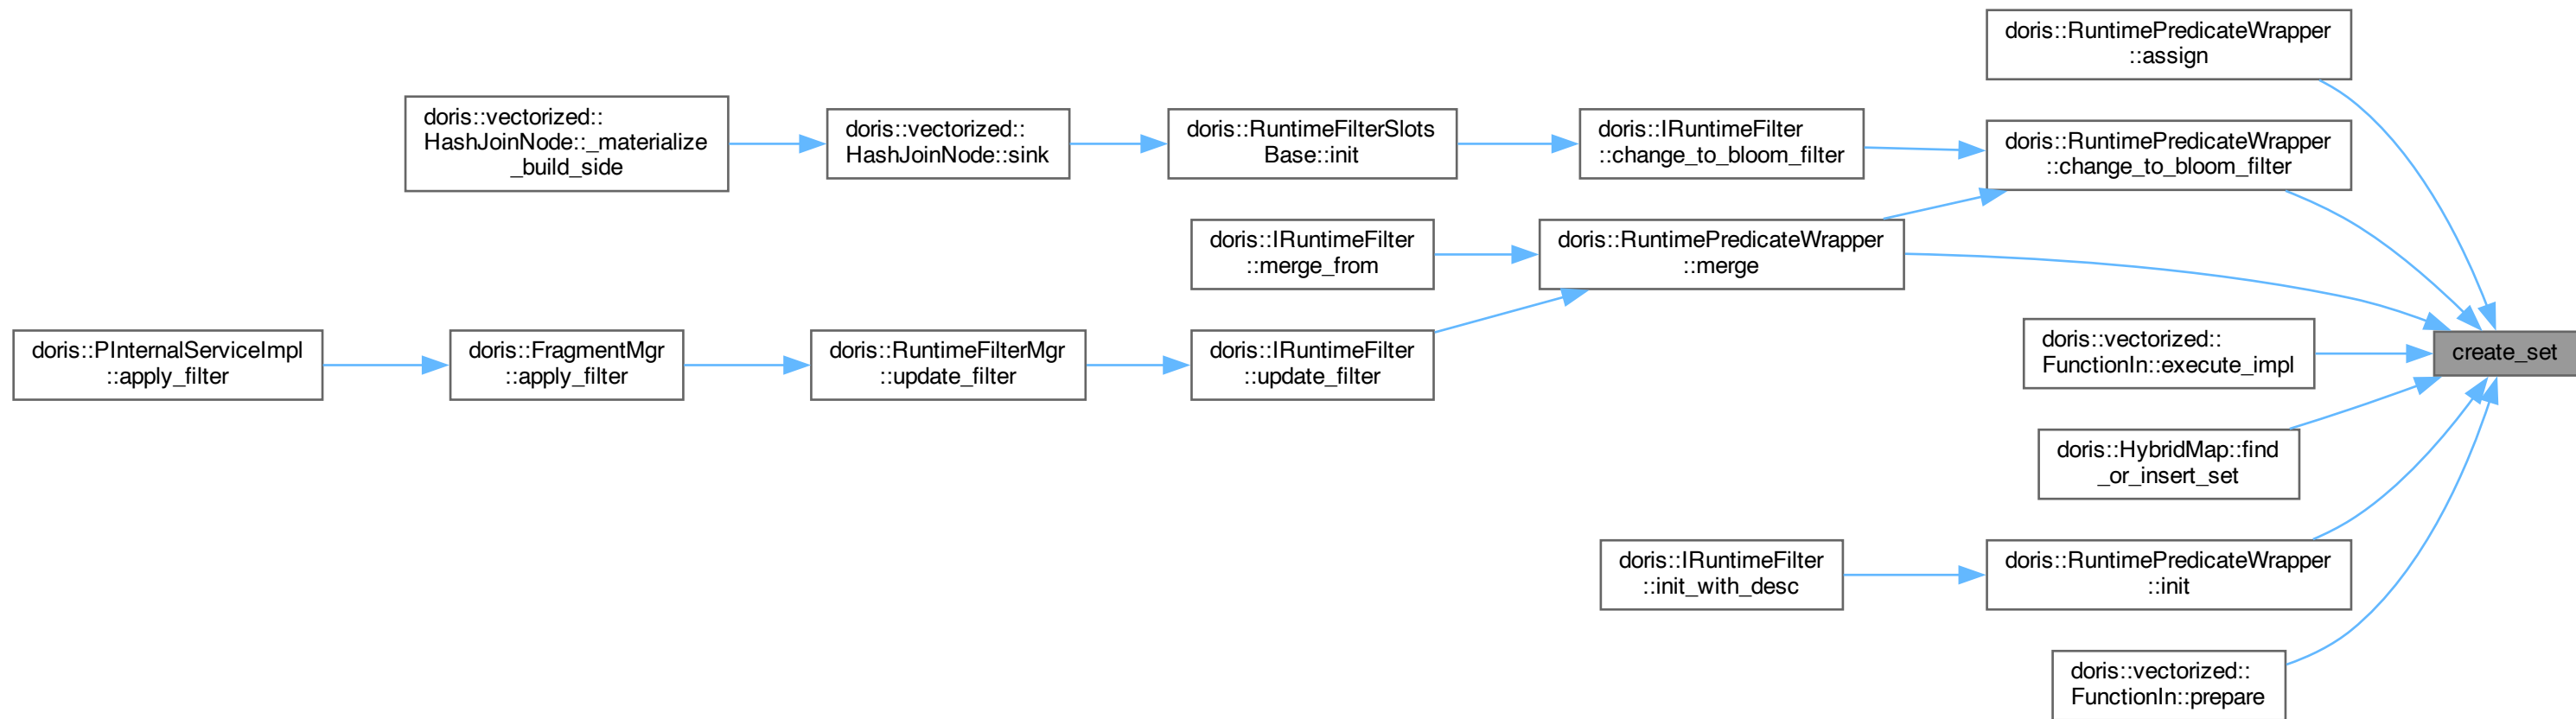 doris::RuntimePredicateWrapper
::assign
doris::vectorized::
HashJoinNode::_materialize
_build_side
doris::vectorized::
HashJoinNode::sink
doris::RuntimeFilterSlots
Base::init
doris::IRuntimeFilter
::change_to_bloom_filter
doris::RuntimePredicateWrapper
::change_to_bloom_filter
doris::IRuntimeFilter
::merge_from
doris::RuntimePredicateWrapper
::merge
doris::PInternalServiceImpl
::apply_filter
doris::FragmentMgr
::apply_filter
doris::RuntimeFilterMgr
::update_filter
doris::IRuntimeFilter
::update_filter
doris::vectorized::
FunctionIn::execute_impl
create_set
doris::HybridMap::find
_or_insert_set
doris::IRuntimeFilter
::init_with_desc
doris::RuntimePredicateWrapper
::init
doris::vectorized::
FunctionIn::prepare